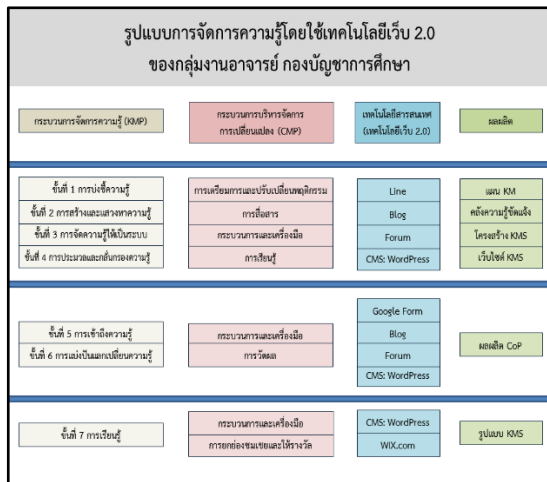 รูปแบบการจัดการความรู้โดยใช้เทคโนโลยีเว็บ 2.0
ของกลุ่มงานอาจารย์ กองบัญชาการศึกษา
กระบวนการจัดการความรู้ (KMP)
กระบวนการบริหารจัดการ
การเปลี่ยนแปลง (CMP)
เทคโนโลยีสารสนเทศ
(เทคโนโลยีเว็บ 2.0)
ผลผลิต
ขั้นที่ 1 การบ่งชี้ความรู้
ขั้นที่ 2 การสร้างและแสวงหาความรู้
ขั้นที่ 3 การจัดความรู้ให้เป็นระบบ
ขั้นที่ 4 การประมวลและกลั่นกรองความรู้
การเตรียมการและปรับเปลี่ยนพฤติกรรม
การสื่อสาร
กระบวนการและเครื่องมือ
การเรียนรู้
Line
Blog
Forum
CMS: WordPress
แผน KM
คลังความรู้ชัดแจ้ง
โครงสร้าง KMS
เว็บไซต์ KMS
ขั้นที่ 5 การเข้าถึงความรู้
ขั้นที่ 6 การแบ่งปันแลกเปลี่ยนความรู้
กระบวนการและเครื่องมือ
การวัดผล
Google Form
Blog
Forum
CMS: WordPress
ผลผลิต CoP
ขั้นที่ 7 การเรียนรู้
กระบวนการและเครื่องมือ
การยกย่องชมเชยและให้รางวัล
CMS: WordPress
WIX.com
รูปแบบ KMS